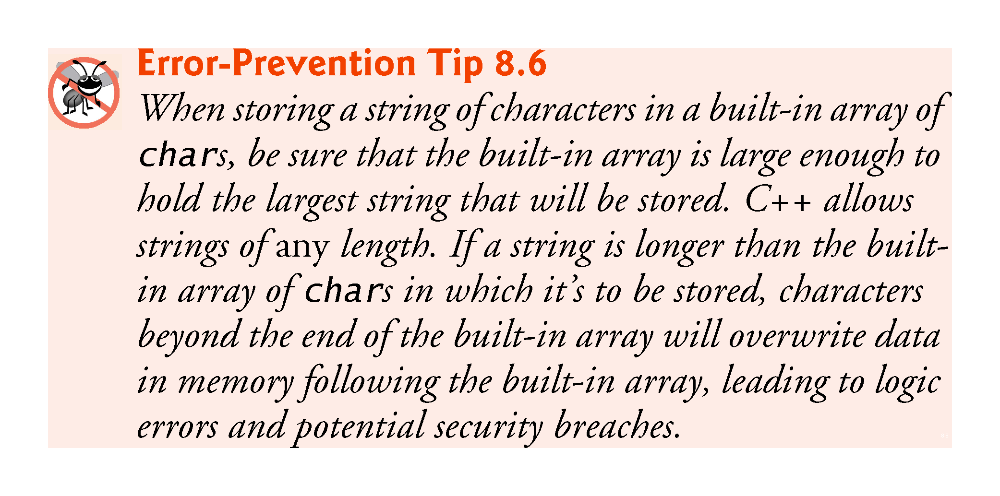 Error-Prevention Tip 8.6
When storing a string of characters in a built-in array of
chars, be sure that the built-in array is large enough to
hold the largest string that will be stored. C++ allows
strings of any length. If a string is longer than the built-
in array of chars in which it’s to be stored, characters
beyond the end of the built-in array will overwrite data
in memory following the built-in array, leading to logic
errors and potential security breaches.